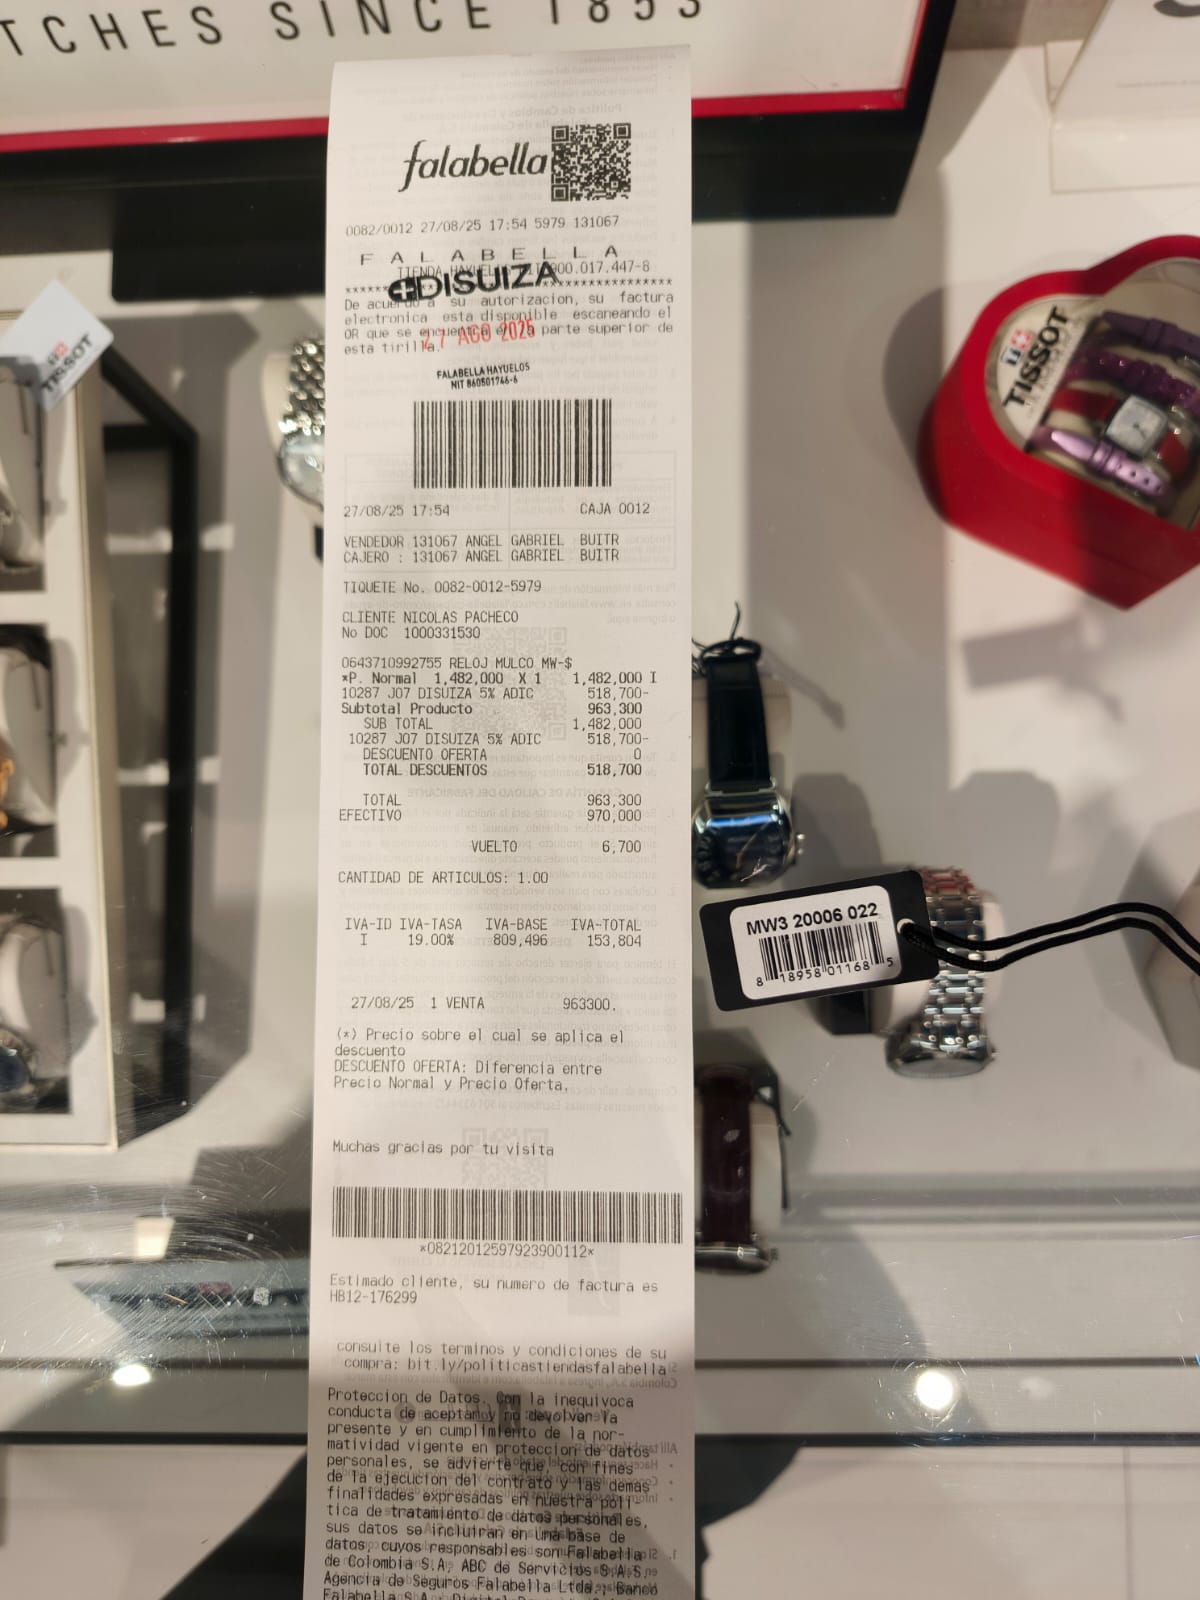 TCHES SINCE 1853
falabella
0082/0012 27/08/25 17:54 5979 131067
F A L A B E L L A
TIENDA HAYUELOS NIT 900.017.447-8
DISUIZA
***************************************
De acuerdo a su autorizacion, su factura
electronica esta disponible escaneando el
QR que se encuentra en la parte superior de
esta tirilla.
27 AGO 2025
FALABELLA HAYUELOS
NIT 860501746-6
27/08/25 17:54 CAJA 0012
VENDEDOR 131067 ANGEL GABRIEL BUITR
CAJERO : 131067 ANGEL GABRIEL BUITR
TIQUETE No. 0082-0012-5979
CLIENTE NICOLAS PACHECO
No DOC 1000331530
0643710992755 RELOJ MULCO MW-$
*P. Normal 1,482,000 X 1 1,482,000 I
10287 J07 DISUIZA 5% ADIC 518,700-
Subtotal Producto 963,300
SUB TOTAL 1,482,000
10287 J07 DISUIZA 5% ADIC 518,700-
DESCUENTO OFERTA 0
TOTAL DESCUENTOS 518,700
TOTAL 963,300
EFECTIVO 970,000
VUELTO 6,700
CANTIDAD DE ARTICULOS: 1.00
IVA-ID IVA-TASA IVA-BASE IVA-TOTAL
I 19.00% 809,496 153,804
27/08/25 1 VENTA 963300.
(*) Precio sobre el cual se aplica el
descuento
DESCUENTO OFERTA: Diferencia entre
Precio Normal y Precio Oferta.
Muchas gracias por tu visita
*08212012597923900112*
Estimado cliente, su numero de factura es
HB12-176299
consulte los terminos y condiciones de su
compra: bit.ly/politicastiendasfalabella
Proteccion de Datos. Con la inequivoca
conducta de aceptar y no devolver la
presente y en cumplimiento de la nor-
matividad vigente en proteccion de datos
personales, se advierte que, con fines
de la ejecucion del contrato y las demas
finalidades expresadas en nuestra poli-
tica de tratamiento de datos personales,
sus datos se incluiran en una base de
datos, cuyos responsables son Falabella
de Colombia S.A, ABC de Servicios S.A.S,
Agencia de Seguros Falabella Ltda., Banco
Falabella S.A.,
TISSOT
TISSOT
MW3 20006 022
8 18958 01168 5